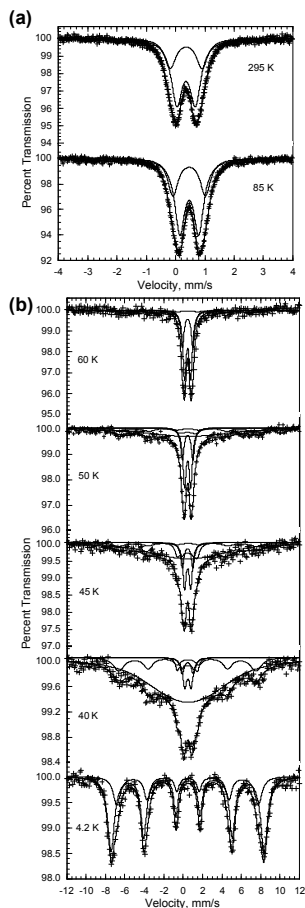 (a)
100
99
98
97
96
95
295 K
100
98
96
94
92
85 K
Percent Transmission
-4 -3 -2 -1 0 1 2 3 4
Velocity, mm/s
(b)
100.0
99.0
98.0
97.0
96.0
95.0
60 K
100.0
99.0
98.0
97.0
96.0
50 K
100.0
99.5
99.0
98.5
98.0
97.5
97.0
45 K
Percent Transmission
100.0
99.6
99.2
98.8
98.4
40 K
100.0
99.5
99.0
98.5
98.0
4.2 K
-12 -10 -8 -6 -4 -2 0 2 4 6 8 10 12
Velocity, mm/s